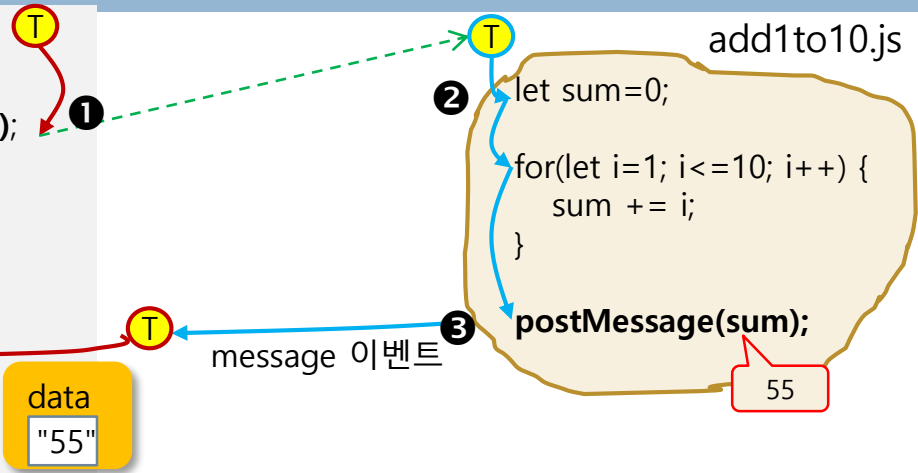 T
❶
);
T
add1to10.js
❷
let sum=0;
for(let i=1; i<=10; i++) {
sum += i;
}
❸
postMessage(sum);
55
T
message 이벤트
data
"55"